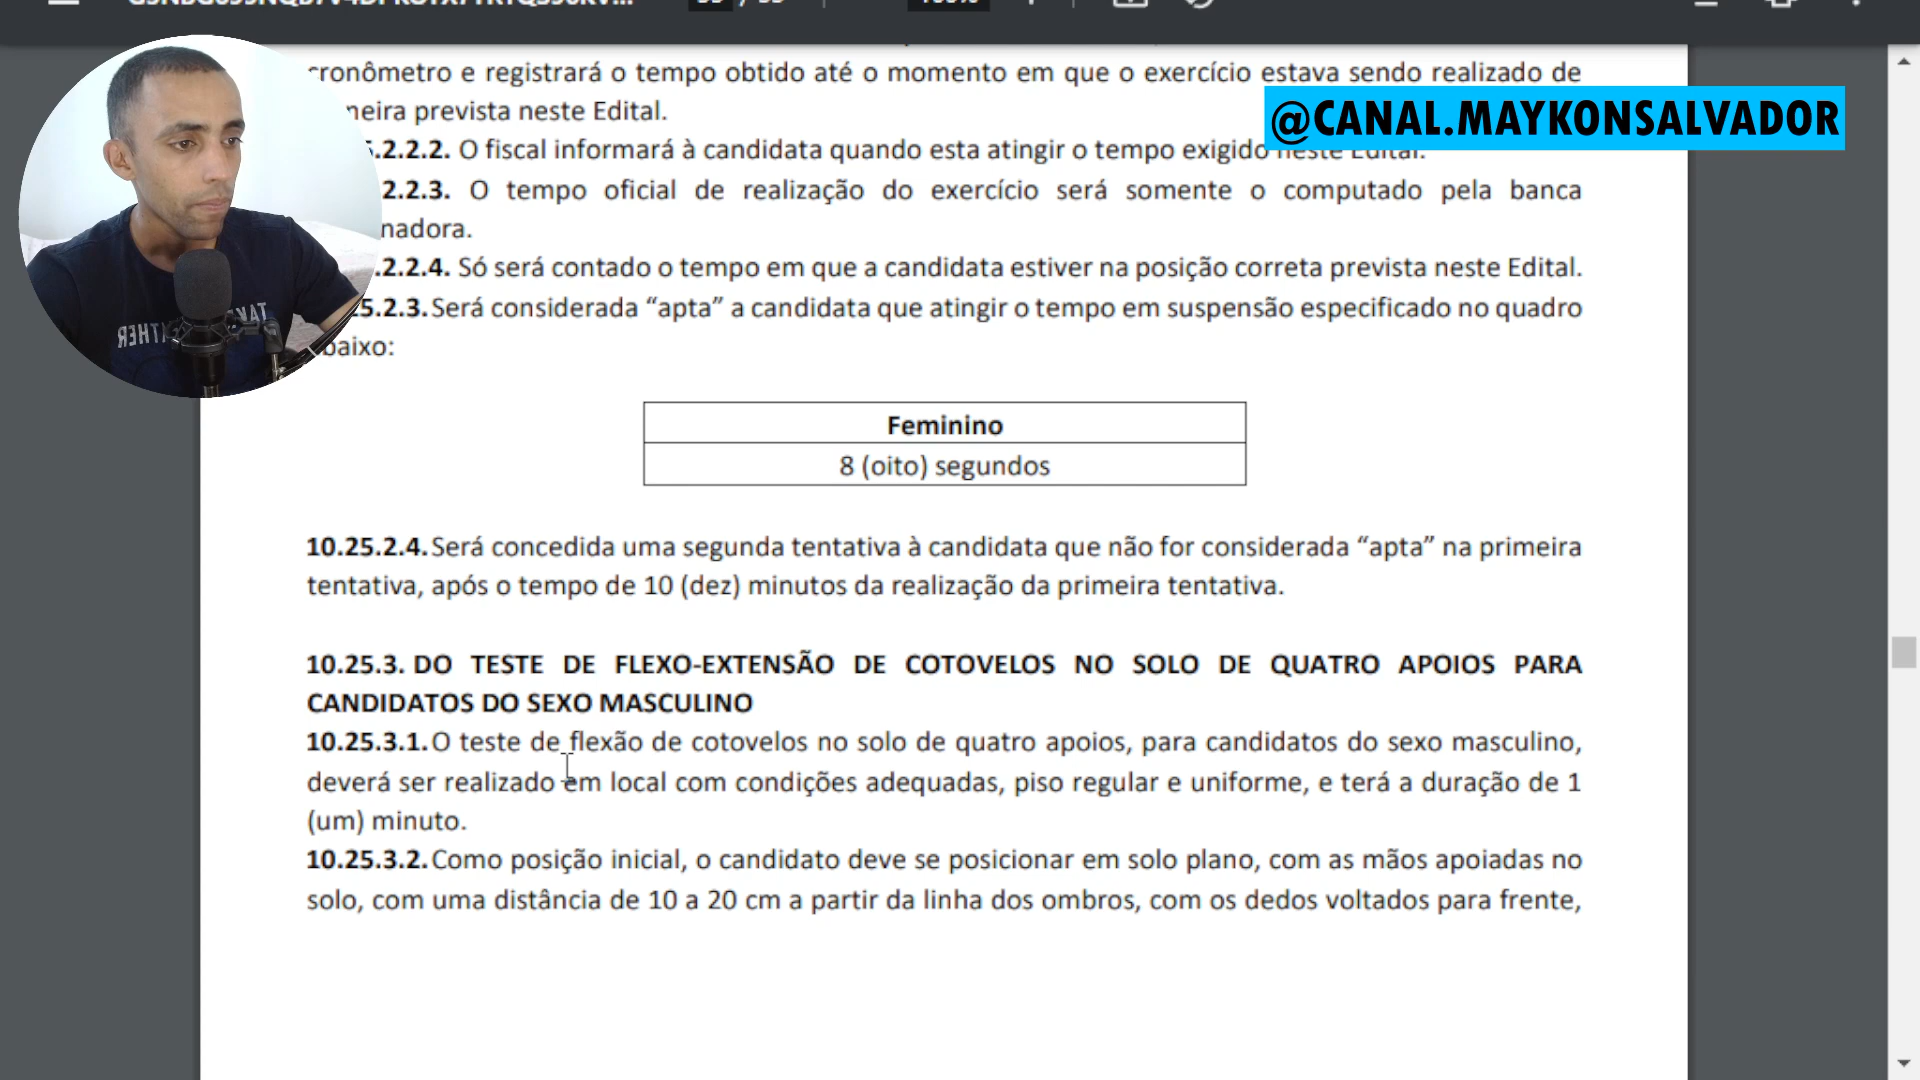 cronômetro e registrará o tempo obtido até o momento em que o exercício estava sendo realizado de
neira prevista neste Edital.
@CANAL.MAYKONSALVADOR
.2.2.2. O fiscal informará à candidata quando esta atingir o tempo exigido neste Edital.
.2.2.3. O tempo oficial de realização do exercício será somente o computado pela banca
nadora.
.2.2.4. Só será contado o tempo em que a candidata estiver na posição correta prevista neste Edital.
25.2.3. Será considerada “apta” a candidata que atingir o tempo em suspensão especificado no quadro
baixo:
Feminino
8 (oito) segundos
10.25.2.4. Será concedida uma segunda tentativa à candidata que não for considerada “apta” na primeira
tentativa, após o tempo de 10 (dez) minutos da realização da primeira tentativa.
10.25.3. DO TESTE DE FLEXO-EXTENSÃO DE COTOVELOS NO SOLO DE QUATRO APOIOS PARA
CANDIDATOS DO SEXO MASCULINO
10.25.3.1. O teste de flexão de cotovelos no solo de quatro apoios, para candidatos do sexo masculino,
deverá ser realizado em local com condições adequadas, piso regular e uniforme, e terá a duração de 1
(um) minuto.
10.25.3.2. Como posição inicial, o candidato deve se posicionar em solo plano, com as mãos apoiadas no
solo, com uma distância de 10 a 20 cm a partir da linha dos ombros, com os dedos voltados para frente,